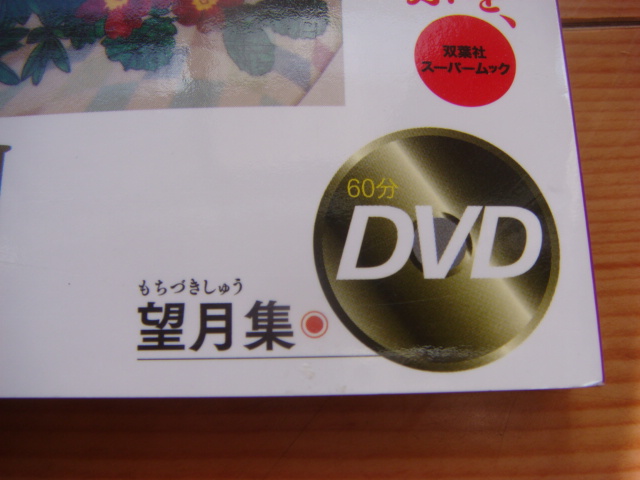 と、
双葉社
スーパームック
60分
DVD
もちづきしゅう
望月集